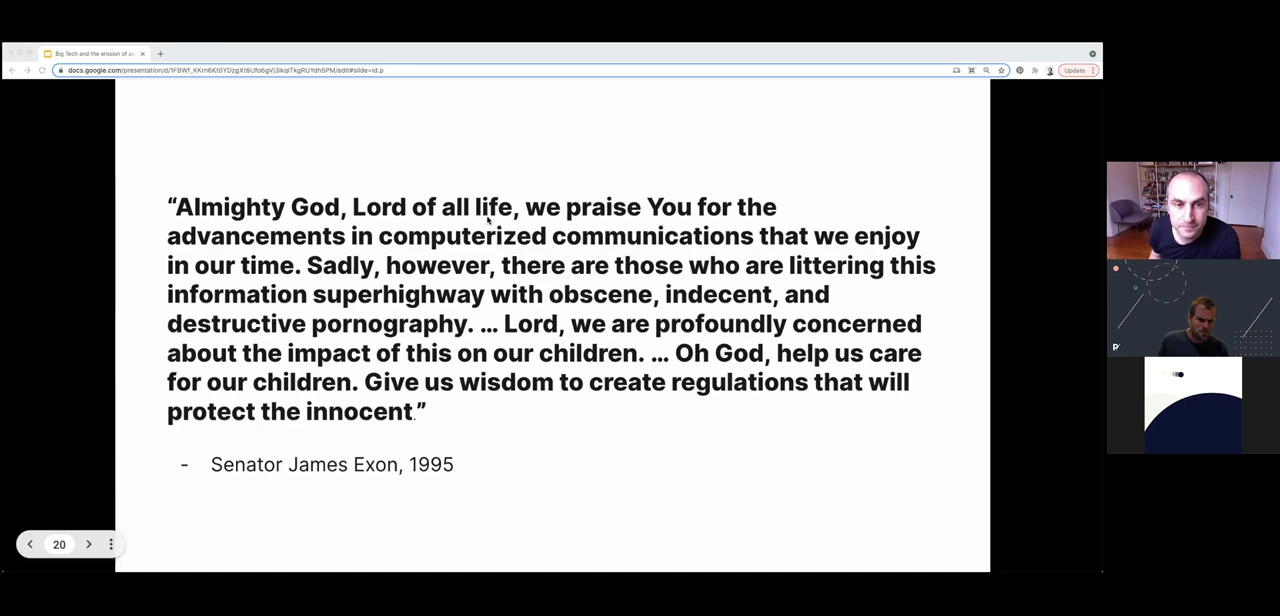 Big Tech and the erosion of
docs.google.com/presentation/d/
Update
“Almighty God, Lord of all life, we praise You for the
advancements in computerized communications that we enjoy
in our time. Sadly, however, there are those who are littering this
information superhighway with obscene, indecent, and
destructive pornography. ... Lord, we are profoundly concerned
about the impact of this on our children. ... Oh God, help us care
for our children. Give us wisdom to create regulations that will
protect the innocent.”
- Senator James Exon, 1995
20